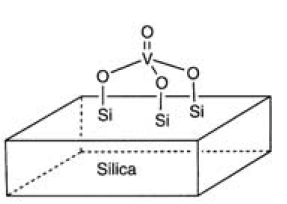 O
V
O O O
Si Si Si
Silica